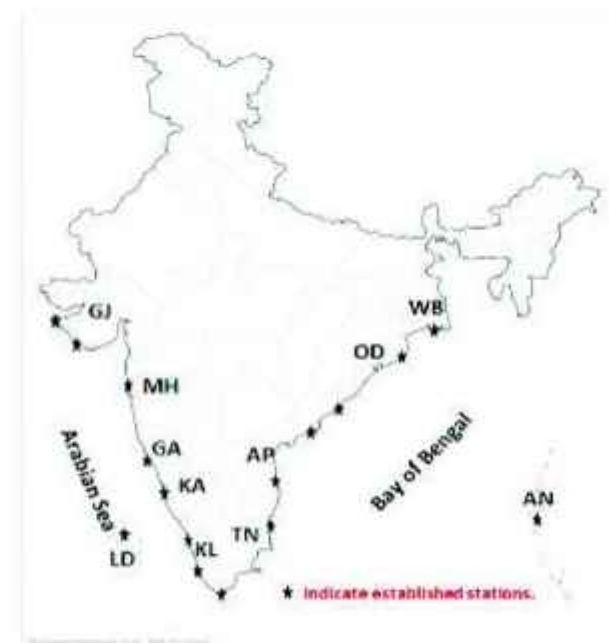 GJ
WB
OD
MH
Arabian Sea
GA
AP
Bay of Bengal
KA
AN
TN
KL
LD
Indicate established stations.